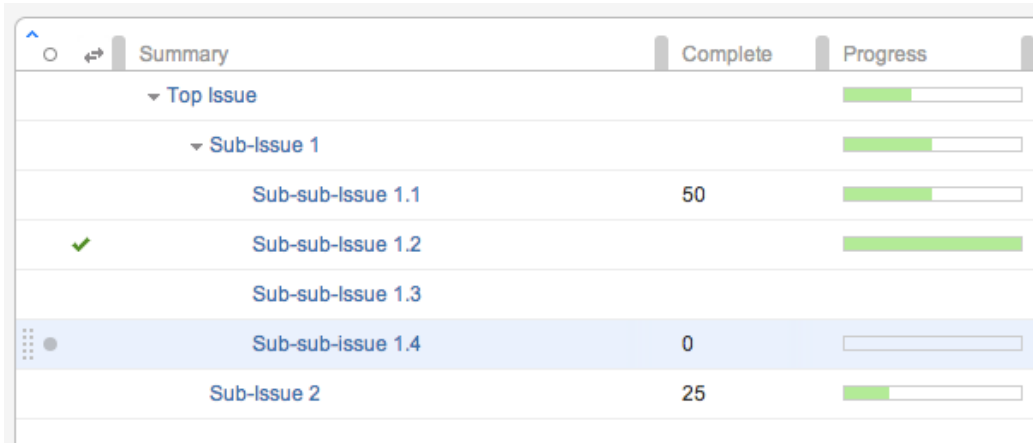 Summary Complete Progress
Top Issue
Sub-Issue 1
Sub-sub-Issue 1.1 50
Sub-sub-Issue 1.2
Sub-sub-Issue 1.3
Sub-sub-issue 1.4 0
Sub-Issue 2 25